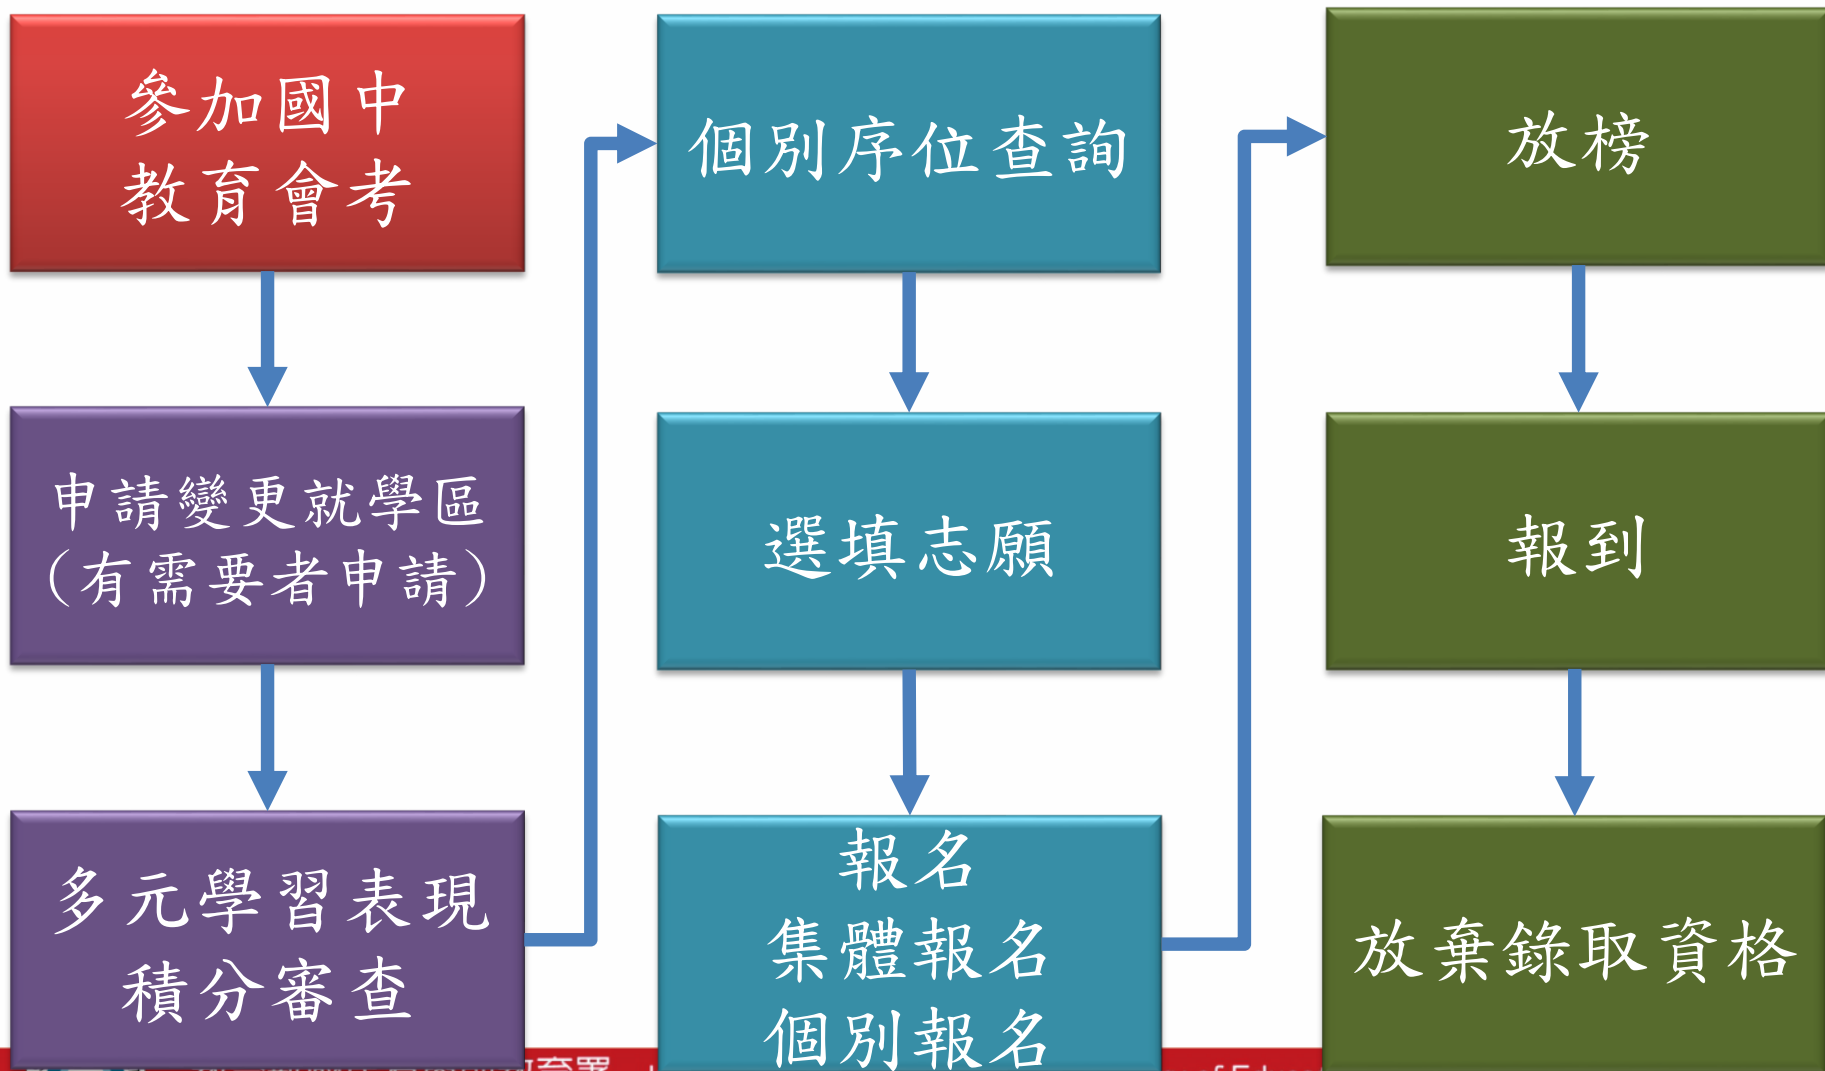 參加國中
教育會考
申請變更就學區
（有需要者申請）
多元學習表現
積分審查
個別序位查詢
選填志願
報名
集體報名
個別報名
放榜
報到
放棄錄取資格